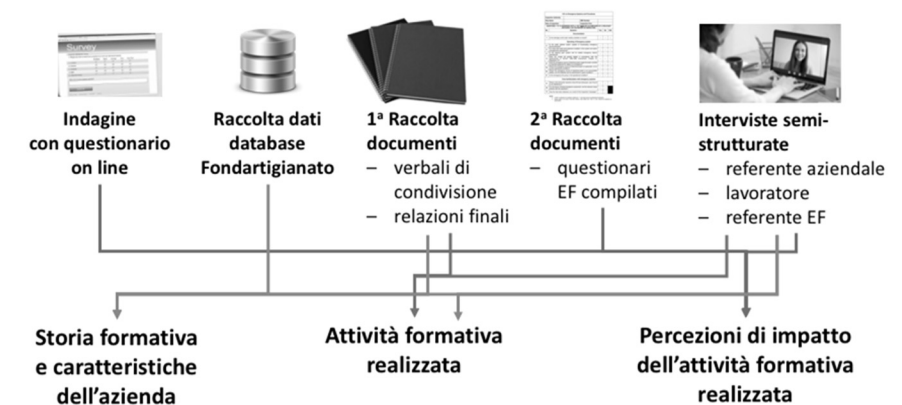 Survey
Indagine
con questionario
on line
Raccolta dati
database
Fondartigianato
1ª Raccolta
documenti
– verbali di
condivisione
– relazioni finali
2ª Raccolta
documenti
– questionari
EF compilati
Interviste semi-
strutturate
– referente aziendale
– lavoratore
– referente EF
Storia formativa
e caratteristiche
dell’azienda
Attività formativa
realizzata
Percezioni di impatto
dell’attività formativa
realizzata